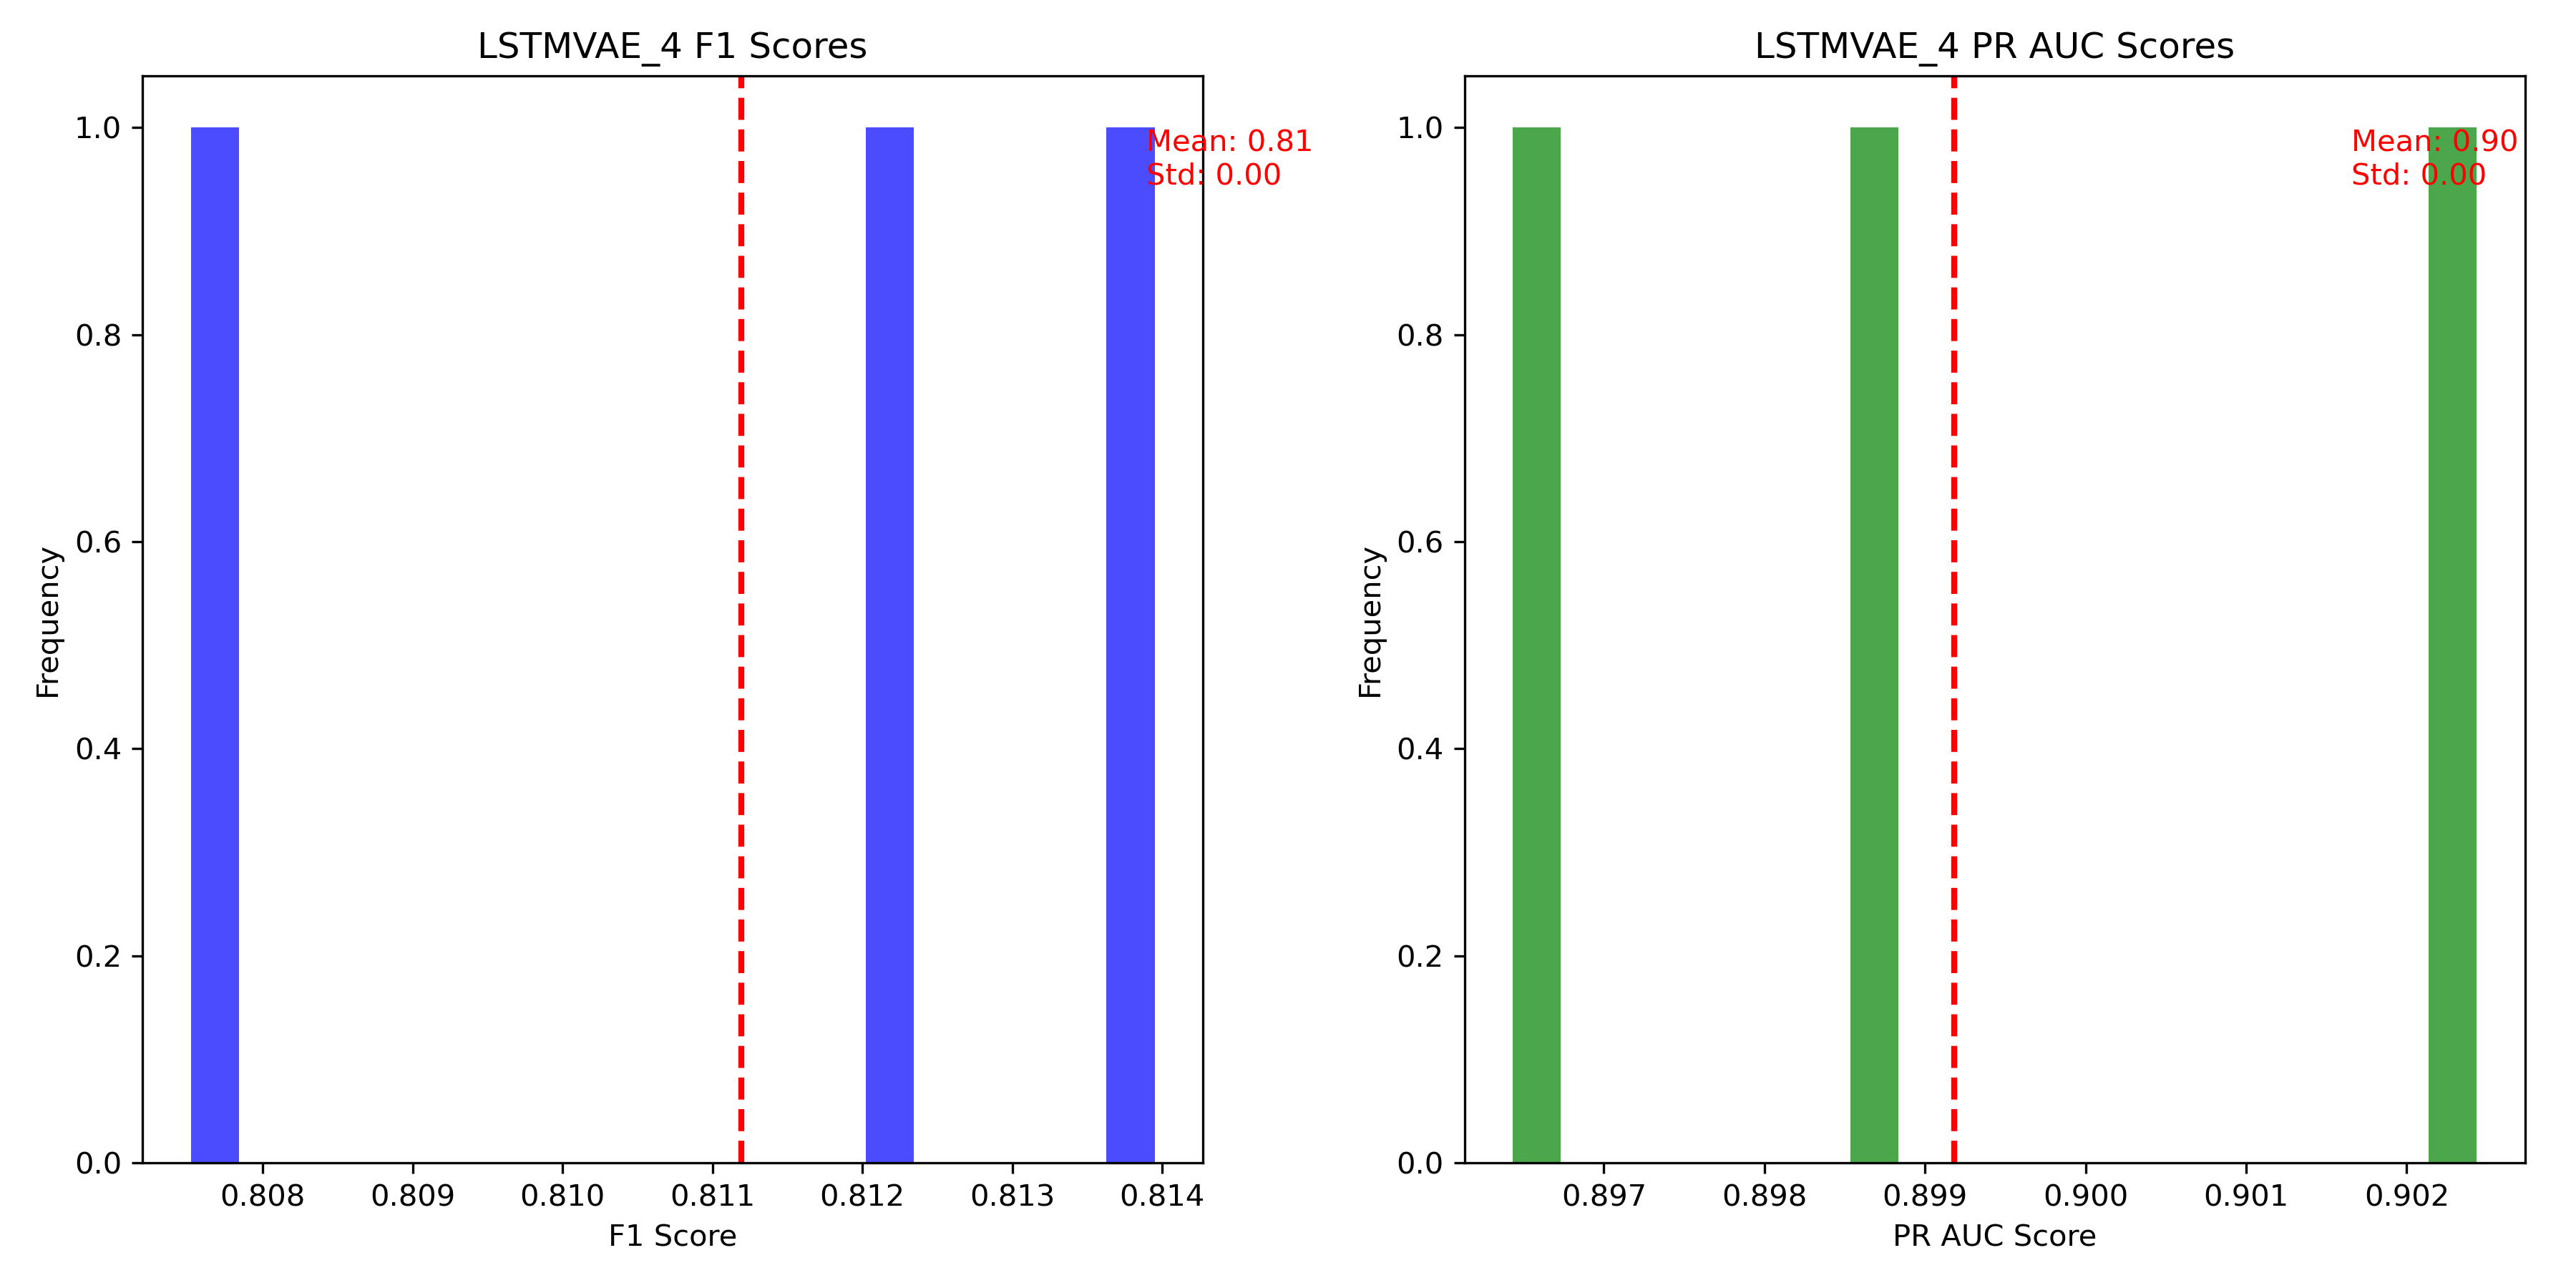 LSTMVAE_4 F1 Scores
Mean: 0.81
Std: 0.00
Frequency
1.0
0.8
0.6
0.4
0.2
0.0
0.808 0.809 0.810 0.811 0.812 0.813 0.814
F1 Score
LSTMVAE_4 PR AUC Scores
Mean: 0.90
Std: 0.00
Frequency
1.0
0.8
0.6
0.4
0.2
0.0
0.897 0.898 0.899 0.900 0.901 0.902
PR AUC Score